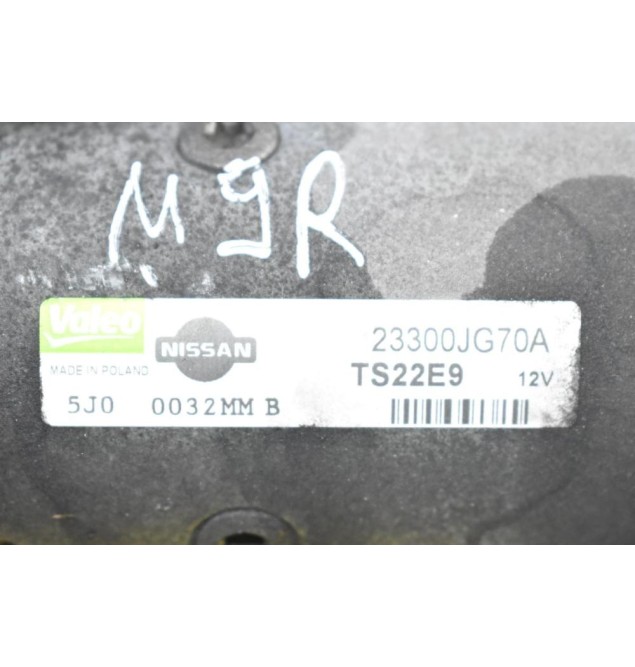 M9R
Valeo
NISSAN
23300JG70A
MADE IN POLAND
TS22E9 12V
5J0 0032MM B